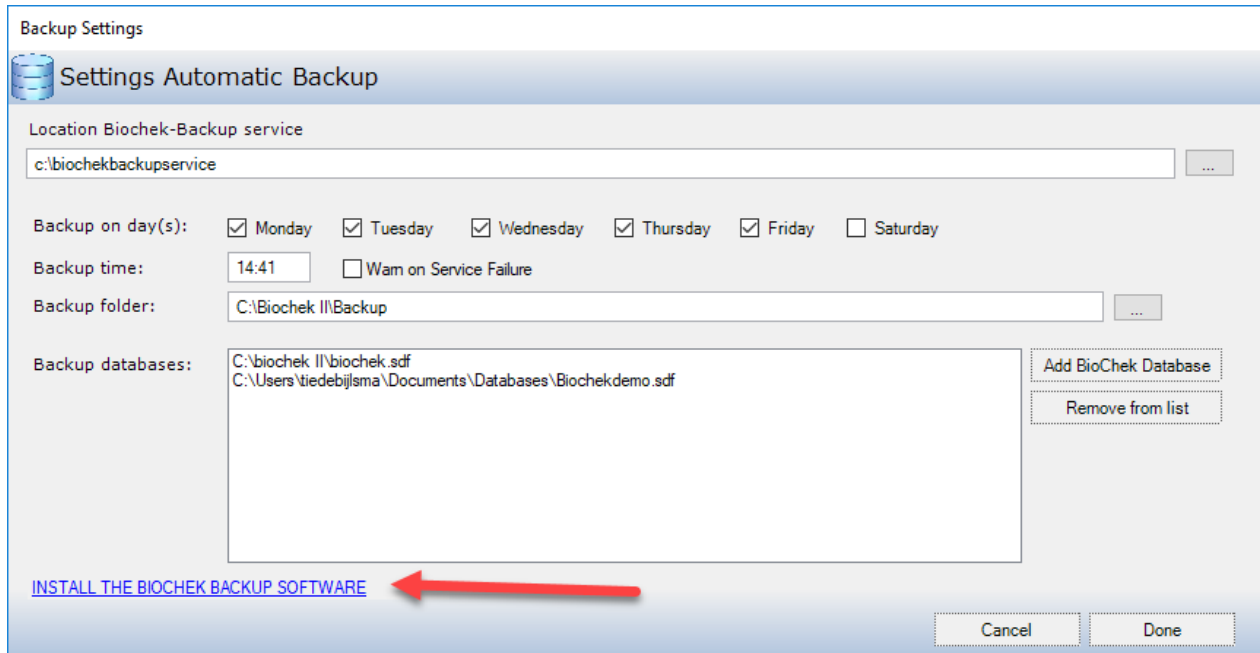 Backup Settings
Settings Automatic Backup
Location Biochek-Backup service
c:\biochekbackupservice ...
Backup on day(s): Monday Tuesday Wednesday Thursday Friday Saturday
Backup time: 14:41 Warn on Service Failure
Backup folder: C:\Biochek II\Backup ...
Backup databases: C:\biochek II\biochek.sdf Add BioChek Database
C:\Users\tiedebijlsma\Documents\Databases\Biochekdemo.sdf
Remove from list
INSTALL THE BIOCHEK BACKUP SOFTWARE
Cancel Done